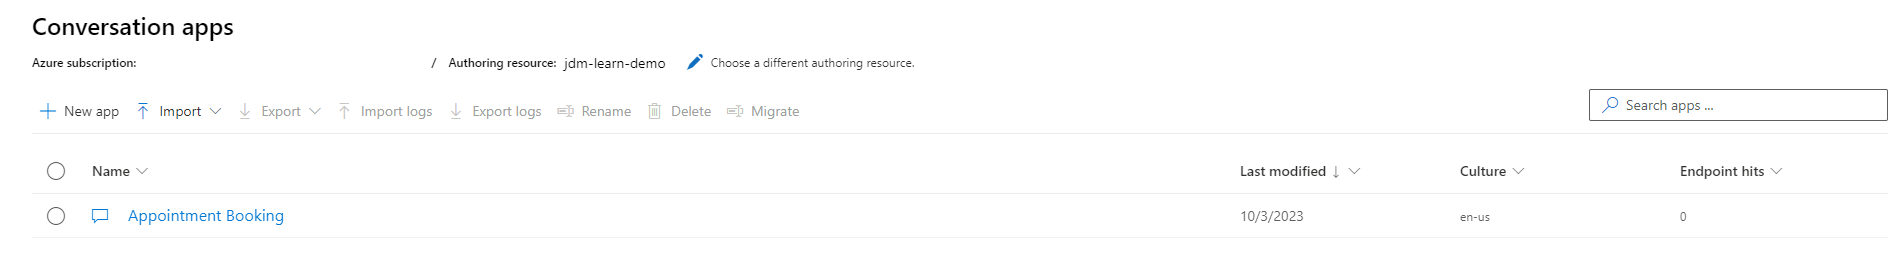 Conversation apps
Azure subscription: / Authoring resource: jdm-learn-demo Choose a different authoring resource.
New app Import Export Import logs Export logs Rename Delete Migrate Search apps ...
Name Last modified ↓ Culture Endpoint hits
Appointment Booking 10/3/2023 en-us 0